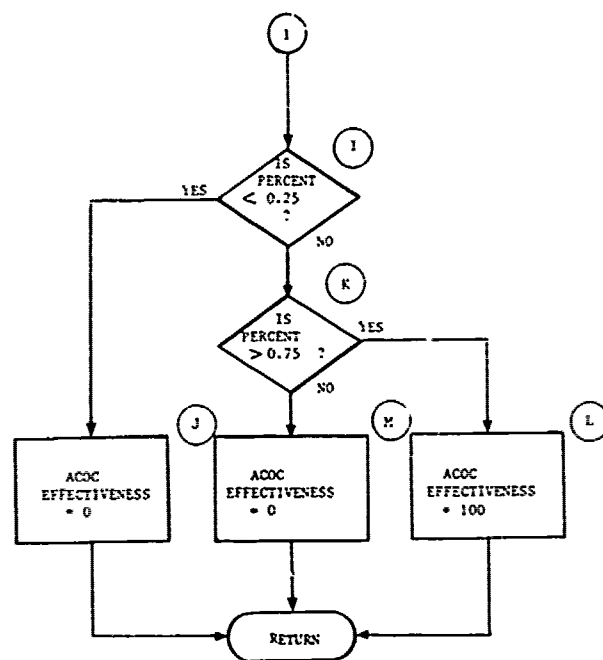 1
I
IS
PERCENT
< 0.25
?
YES
NO
K
IS
PERCENT
> 0.75 ?
YES
NO
J
M
L
ACOC
EFFECTIVENESS
= 0
ACOC
EFFECTIVENESS
= 0
ACOC
EFFECTIVENESS
= 100
RETURN